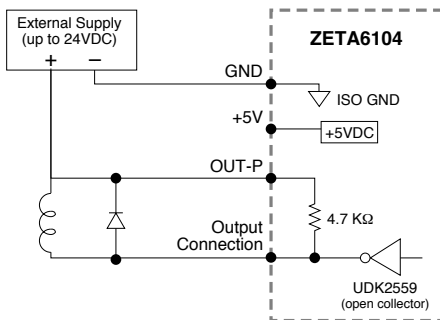 External Supply
(up to 24VDC)
+ –
ZETA6104
GND
ISO GND
+5V
+5VDC
OUT-P
4.7 KΩ
Output
Connection
UDK2559
(open collector)